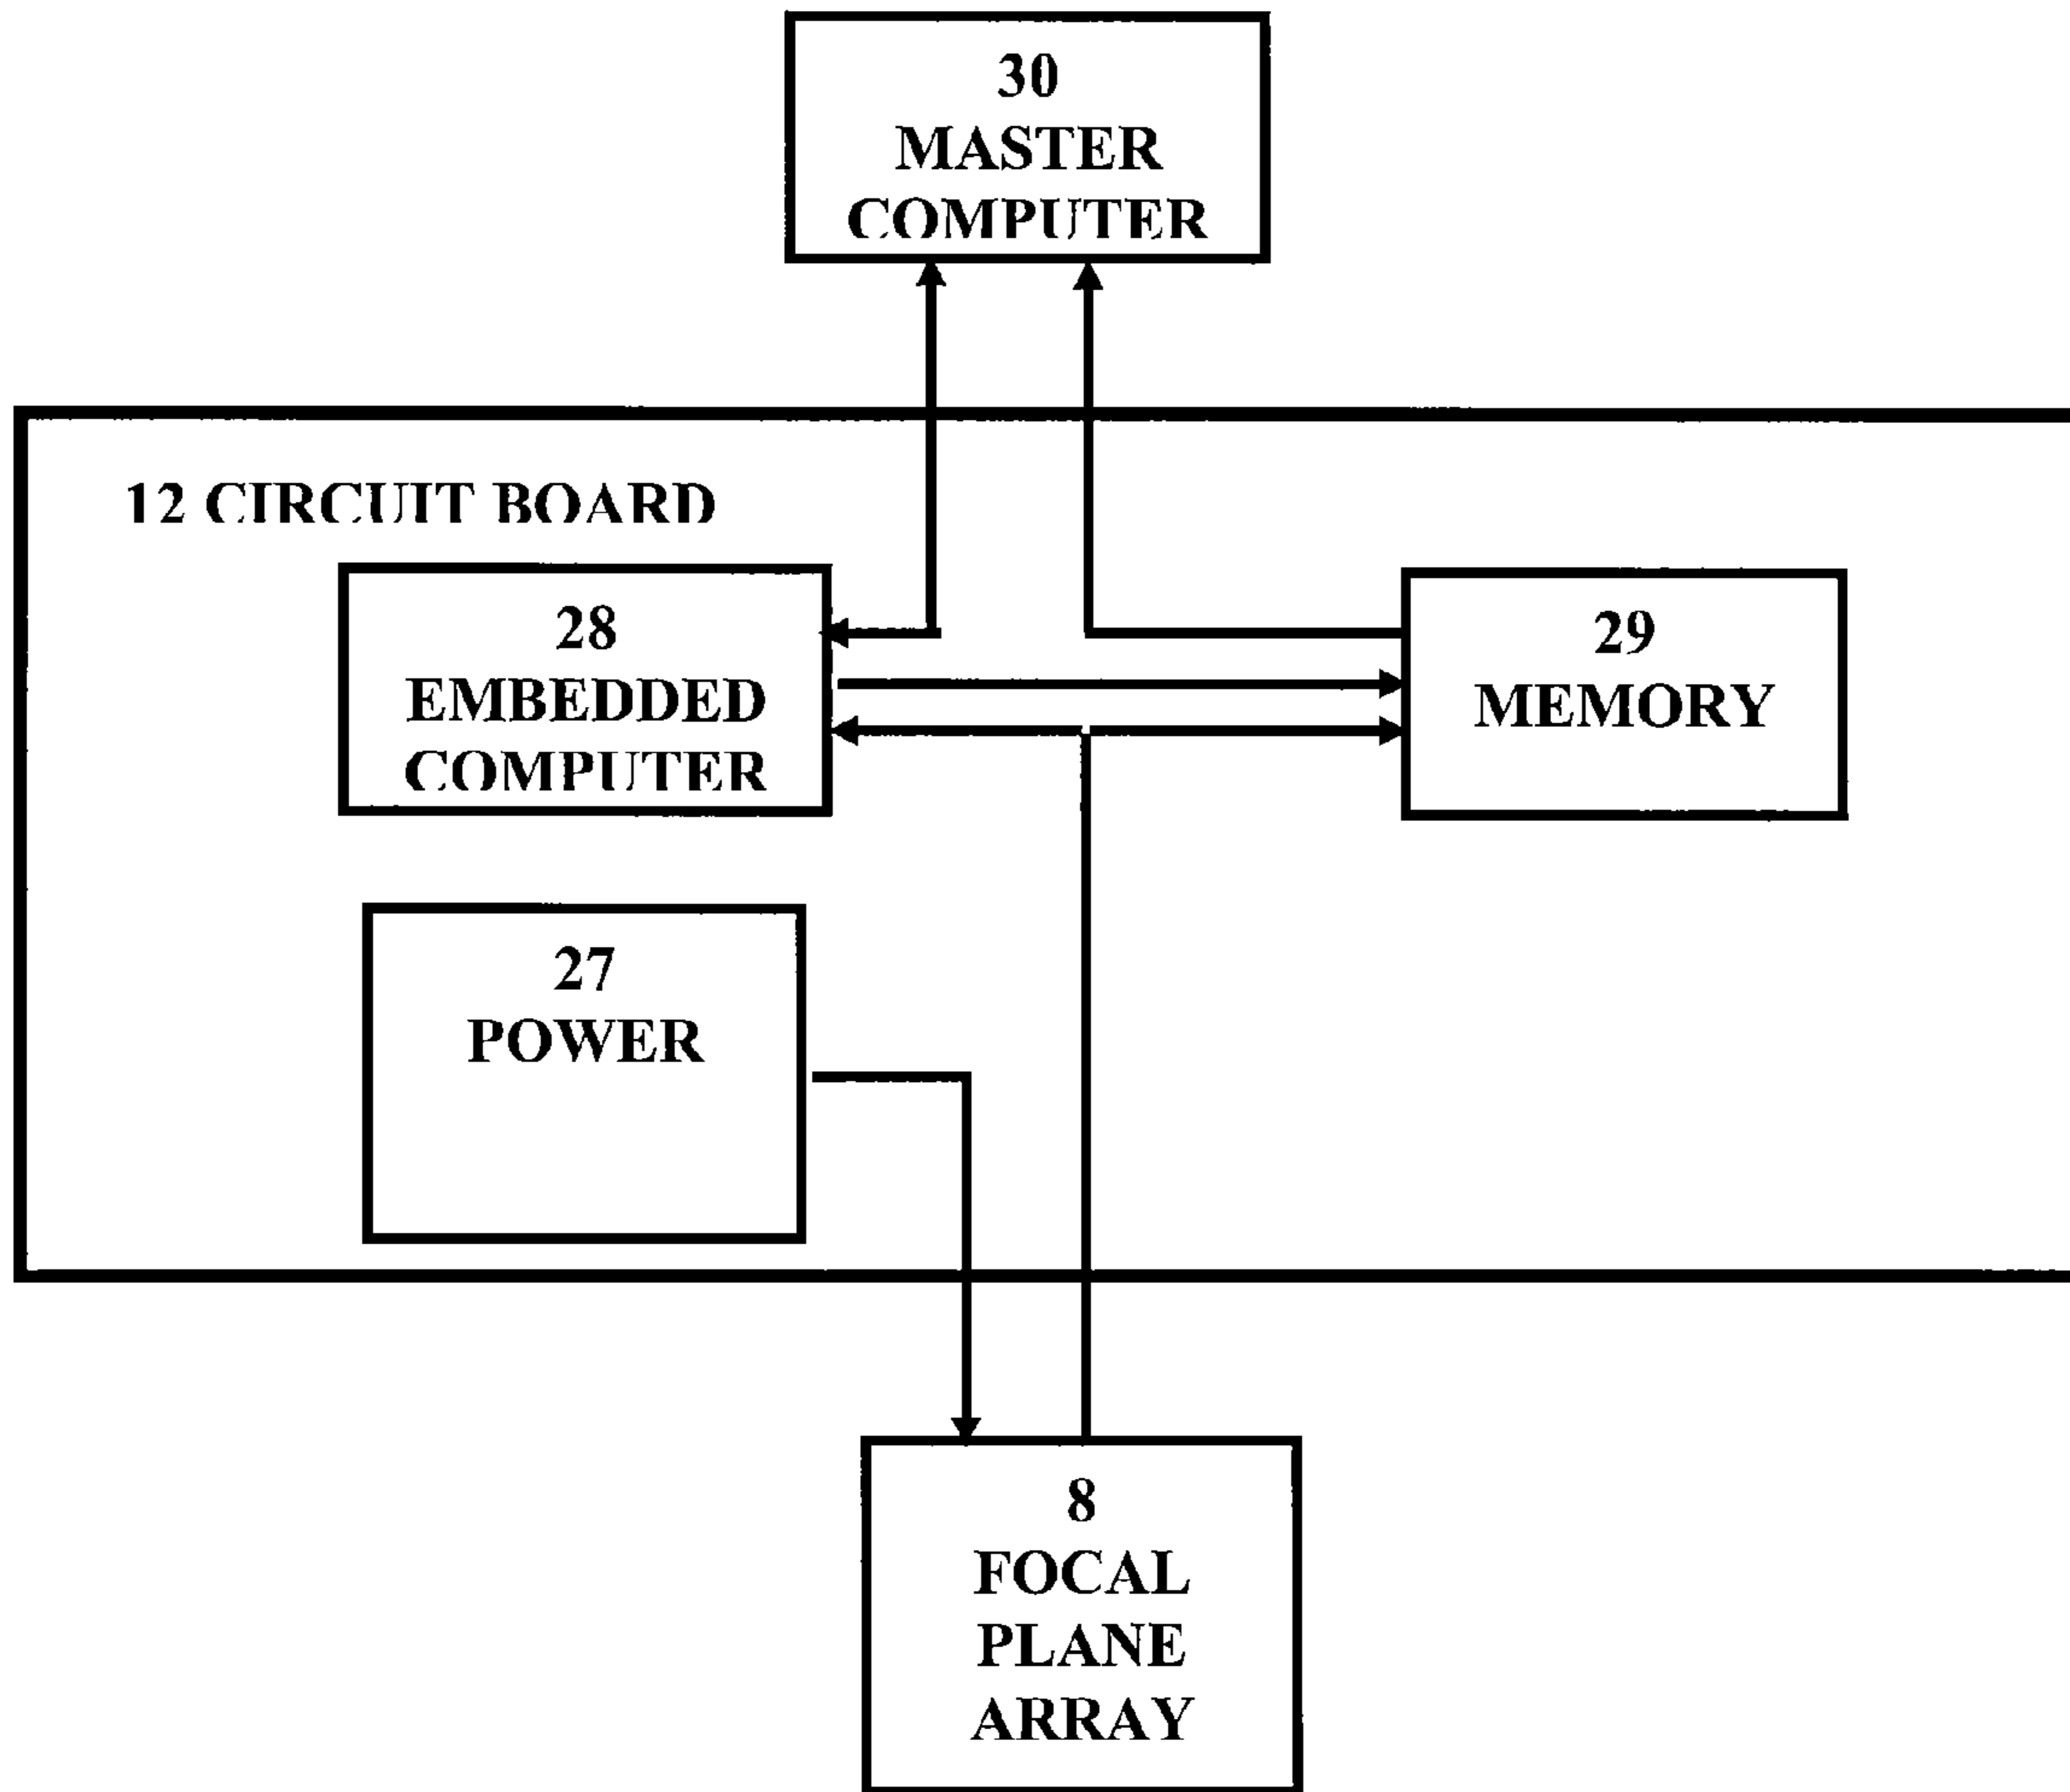 30
MASTER
COMPUTER
12 CIRCUIT BOARD
28
EMBEDDED
COMPUTER
29
MEMORY
27
POWER
8
FOCAL
PLANE
ARRAY